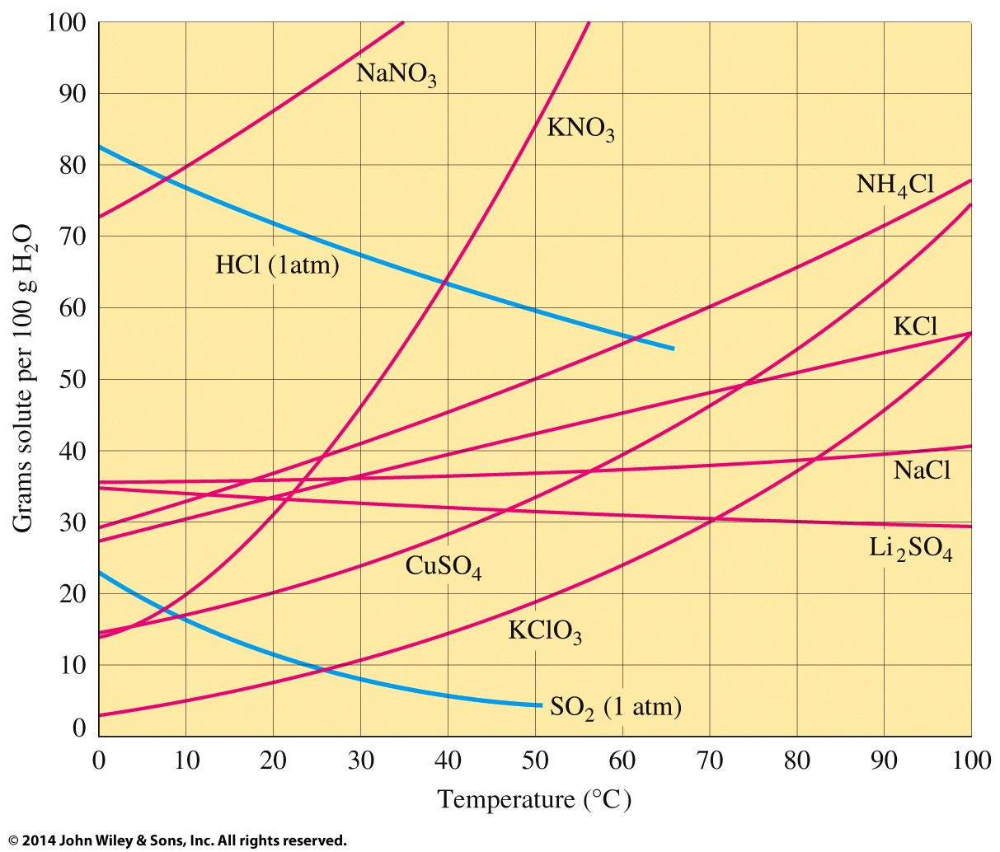 100
90
80
70
60
50
40
30
20
10
0
Grams solute per 100 g H₂O
NaNO₃
KNO₃
NH₄Cl
HCl (1atm)
KCl
NaCl
Li₂SO₄
CuSO₄
KClO₃
SO₂ (1 atm)
0 10 20 30 40 50 60 70 80 90 100
Temperature (°C)
© 2014 John Wiley & Sons, Inc. All rights reserved.